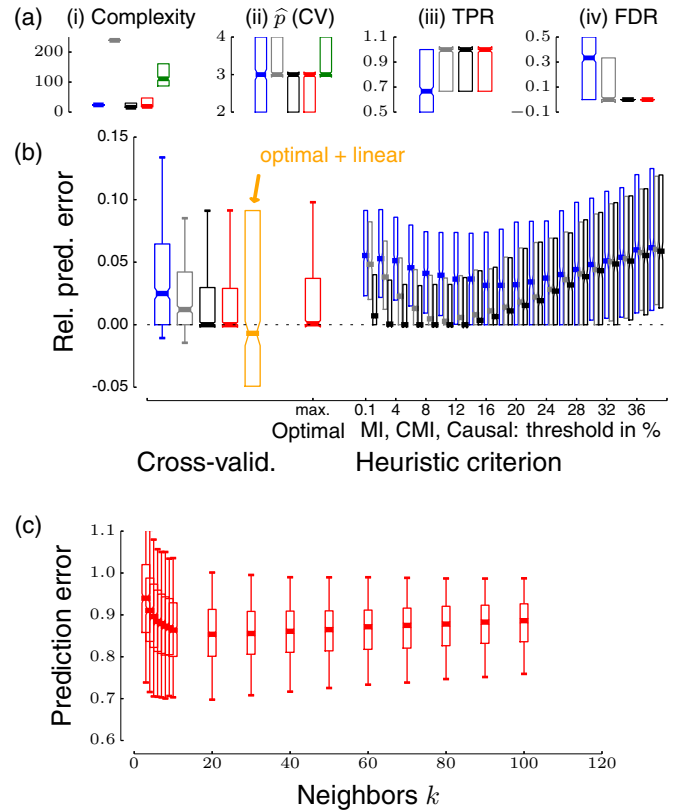 (a) (i) Complexity (ii) p̂ (CV) (iii) TPR (iv) FDR
250
200
150
100
50
0
4
3
2
1.1
0.9
0.7
0.5
0.5
0.3
0.1
−0.1
(b)
Rel. pred. error
0.15
0.10
0.05
0.00
-0.05
optimal + linear
max. 0.1 4 8 12 16 20 24 28 32 36
Optimal MI, CMI, Causal: threshold in %
Cross-valid. Heuristic criterion
(c)
Prediction error
1.1
1.0
0.9
0.8
0.7
0.6
0 20 40 60 80 100 120
Neighbors k